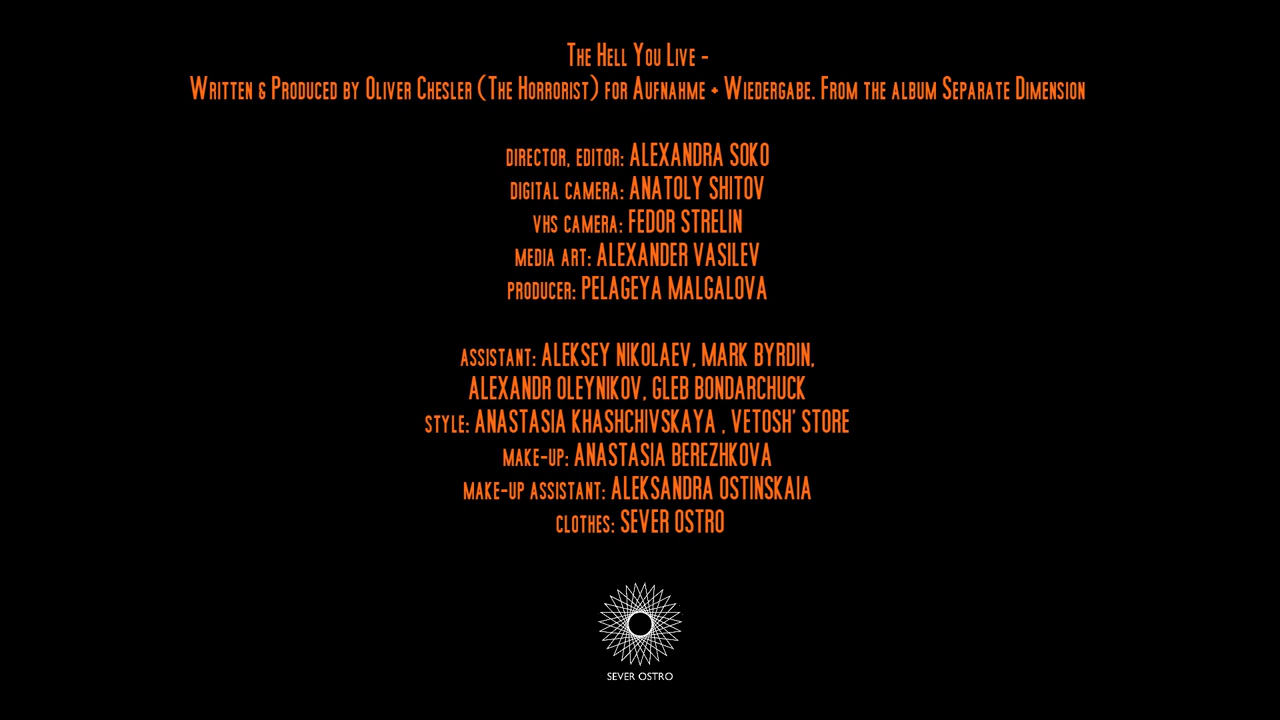 The Hell You Live -
Written & Produced by Oliver Chesler (The Horrorist) for Aufnahme + Wiedergabe. From the album Separate Dimension
DIRECTOR, EDITOR: ALEXANDRA SOKO
DIGITAL CAMERA: ANATOLY SHITOV
VHS CAMERA: FEDOR STRELIN
MEDIA ART: ALEXANDER VASILEV
PRODUCER: PELAGEYA MALGALOVA
ASSISTANT: ALEKSEY NIKOLAEV, MARK BYRDIN,
ALEXANDR OLEYNIKOV, GLEB BONDARCHUCK
STYLE: ANASTASIA KHASHCHIVSKAYA , VETOSH' STORE
MAKE-UP: ANASTASIA BEREZHKOVA
MAKE-UP ASSISTANT: ALEKSANDRA OSTINSKAIA
CLOTHES: SEVER OSTRO
SEVER OSTRO